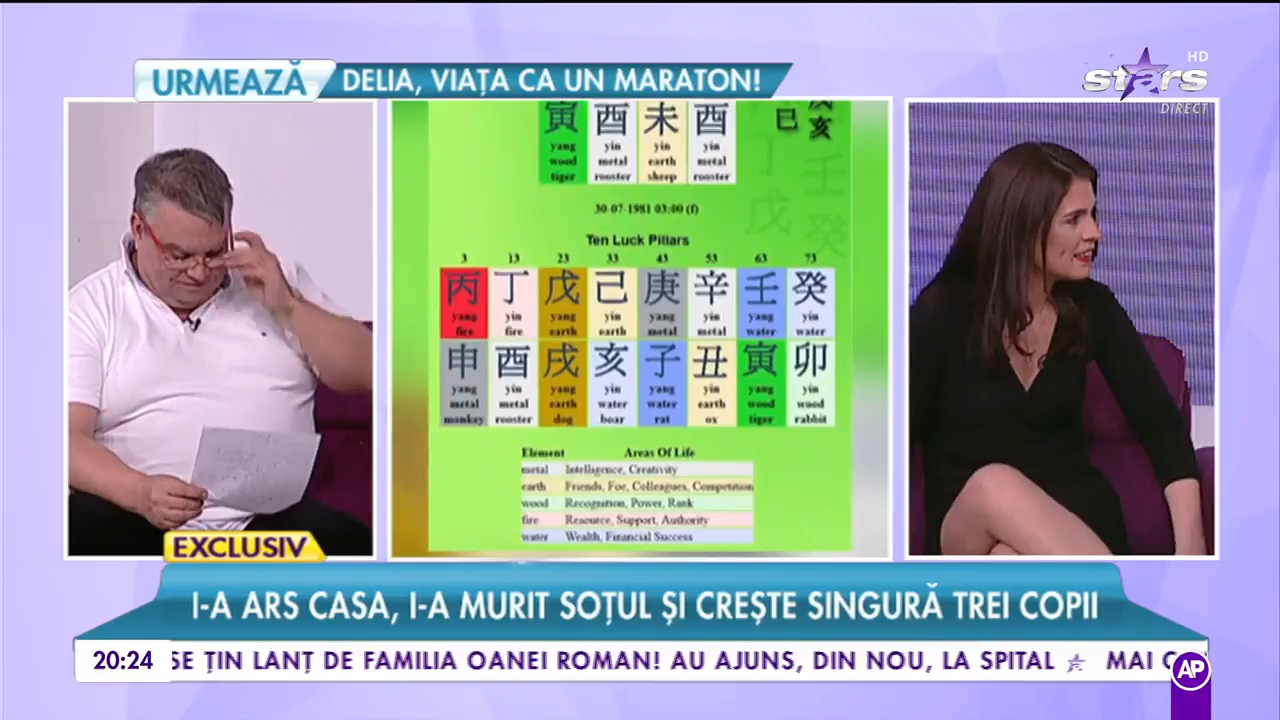 URMEAZĂ DELIA, VIAȚA CA UN MARATON!
HD
stars
DIRECT
寅 酉 未 酉
yang yin yin yin
wood metal earth metal
tiger rooster sheep rooster
巳 亥
丁 壬
戊 癸
30-07-1981 03:00 (f)
Ten Luck Pillars
3 13 23 33 43 53 63 73
丙 丁 戊 己 庚 辛 壬 癸
yang yin yang yin yang yin yang yin
fire fire earth earth metal metal water water
申 酉 戌 亥 子 丑 寅 卯
yang yin yang yin yang yin yang yin
metal metal earth water water earth wood wood
monkey rooster dog boar rat ox tiger rabbit
Element Areas Of Life
metal Intelligence, Creativity
earth Friends, Foe, Colleagues, Competition
wood Recognition, Power, Rank
fire Resource, Support, Authority
water Wealth, Financial Success
EXCLUSIV
I-A ARS CASA, I-A MURIT SOȚUL ȘI CREȘTE SINGURĂ TREI COPII
20:24 SE ȚIN LANȚ DE FAMILIA OANEI ROMAN! AU AJUNS, DIN NOU, LA SPITAL MAI
AP